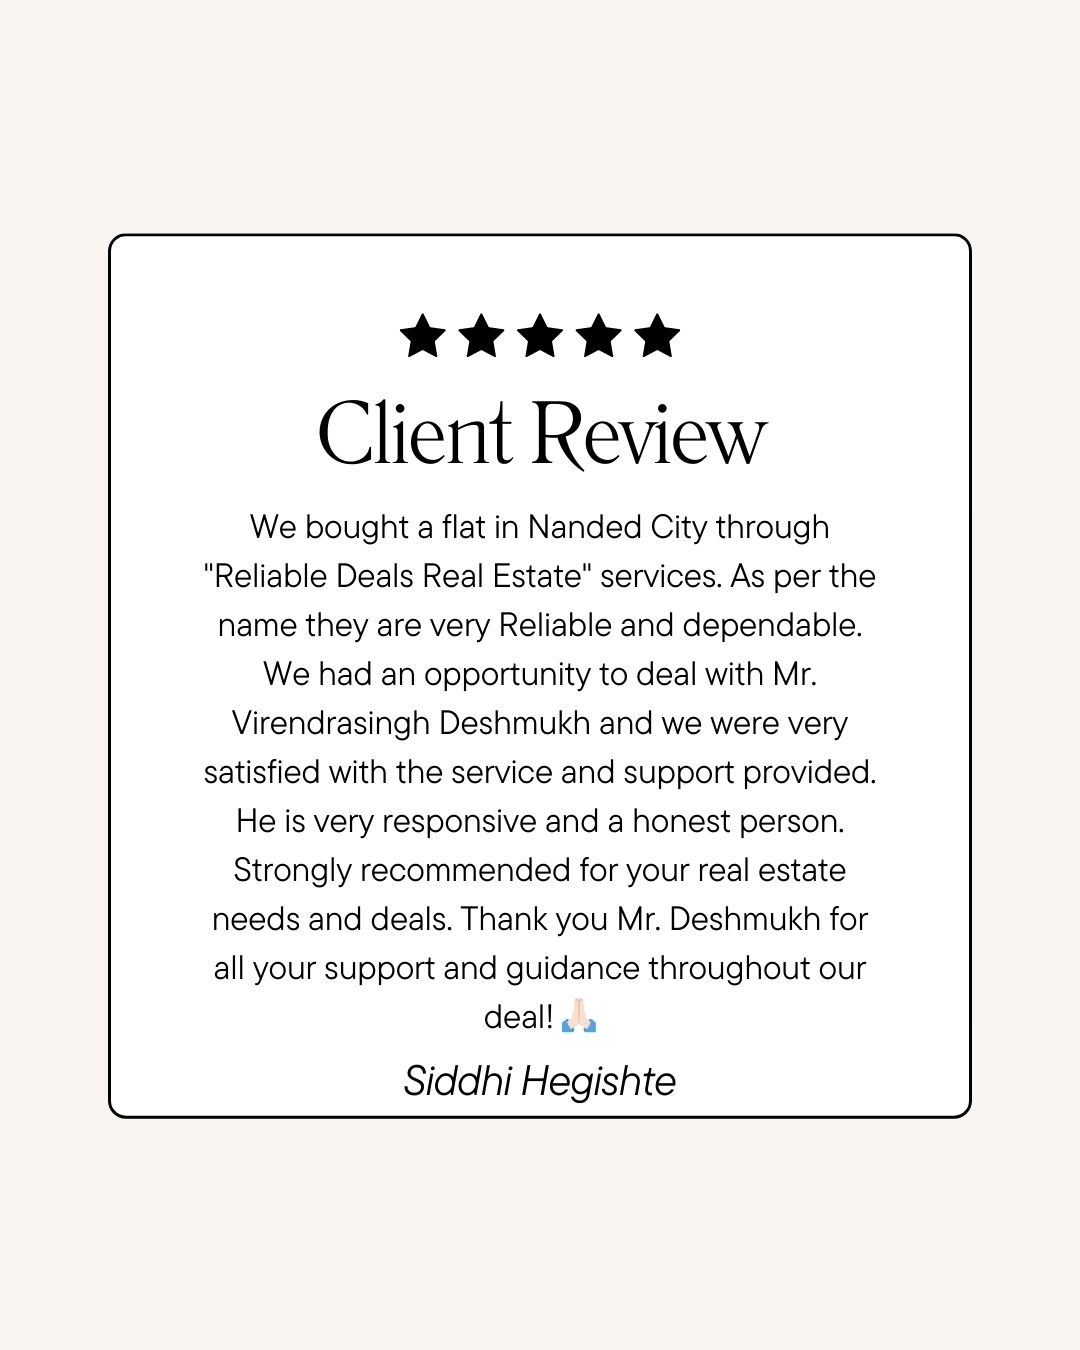 Client Review
We bought a flat in Nanded City through
"Reliable Deals Real Estate" services. As per the
name they are very Reliable and dependable.
We had an opportunity to deal with Mr.
Virendrasingh Deshmukh and we were very
satisfied with the service and support provided.
He is very responsive and a honest person.
Strongly recommended for your real estate
needs and deals. Thank you Mr. Deshmukh for
all your support and guidance throughout our
deal! 🙏🏻
Siddhi Hegishte